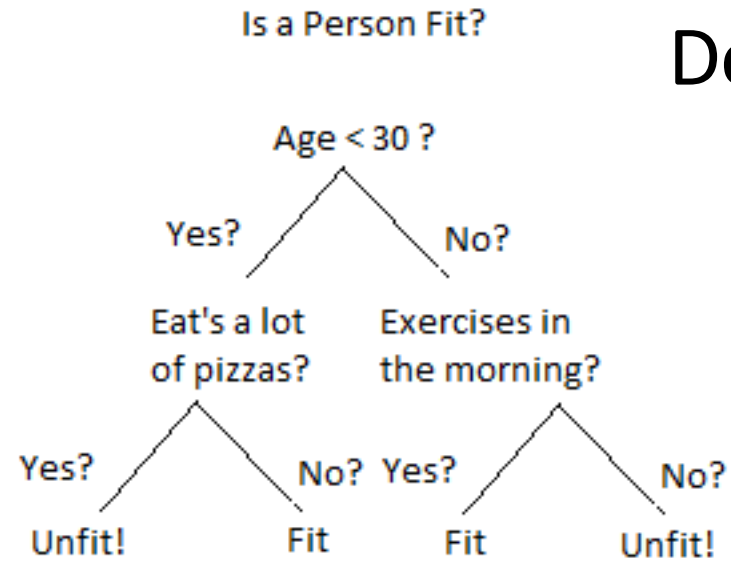 Is a Person Fit?
De
Age < 30 ?
Yes?
No?
Eat's a lot
of pizzas?
Exercises in
the morning?
Yes?
No?
Yes?
No?
Unfit!
Fit
Fit
Unfit!